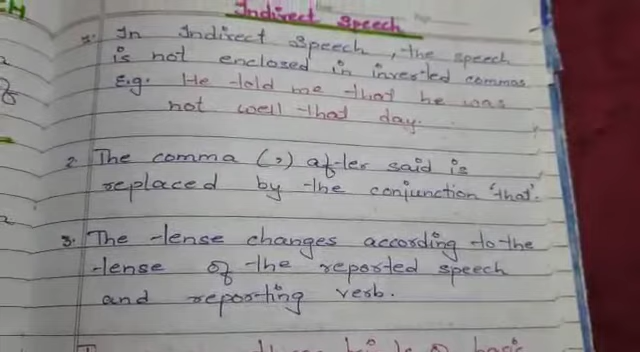 Indirect Speech
1. In Indirect Speech, the speech
is not enclosed in inverted commas
E.g. He told me that he was
not well that day.
2. The comma (,) after said is
replaced by the conjunction 'that'.
3. The tense changes according to the
tense of the reported speech
and reporting verb.